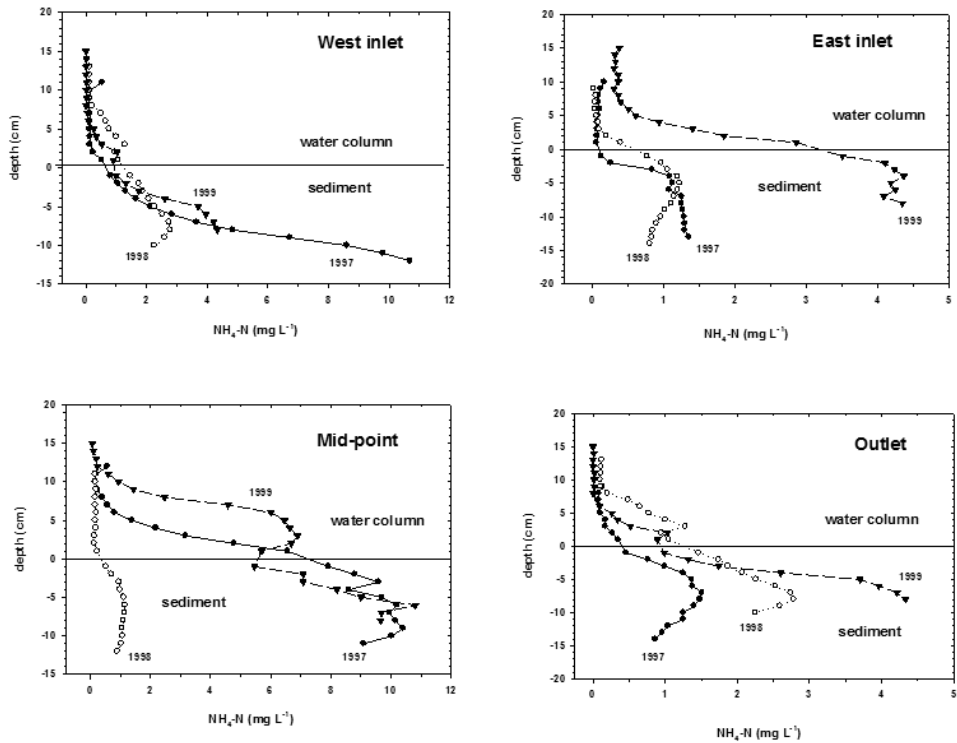 West inlet
20
15
10
5
0
-5
-10
-15
depth (cm)
water column
sediment
1999
1998
1997
0 2 4 6 8 10 12
NH₄-N (mg L⁻¹)
East inlet
20
15
10
5
0
-5
-10
-15
-20
depth (cm)
water column
sediment
1999
1998
1997
0 1 2 3 4 5
NH₄-N (mg L⁻¹)
Mid-point
20
15
10
5
0
-5
-10
-15
depth (cm)
1999
water column
sediment
1998
1997
0 2 4 6 8 10 12
NH₄-N (mg L⁻¹)
Outlet
20
15
10
5
0
-5
-10
-15
-20
depth (cm)
water column
1999
1998
sediment
1997
0 1 2 3 4 5
NH₄-N (mg L⁻¹)